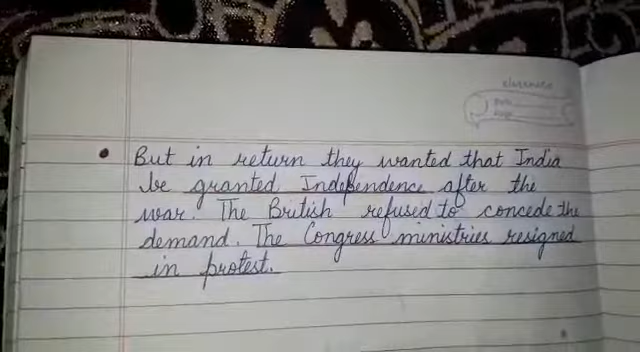 But in return they wanted that India
be granted Independence after the
war. The British refused to concede the
demand. The Congress ministries resigned
in protest.